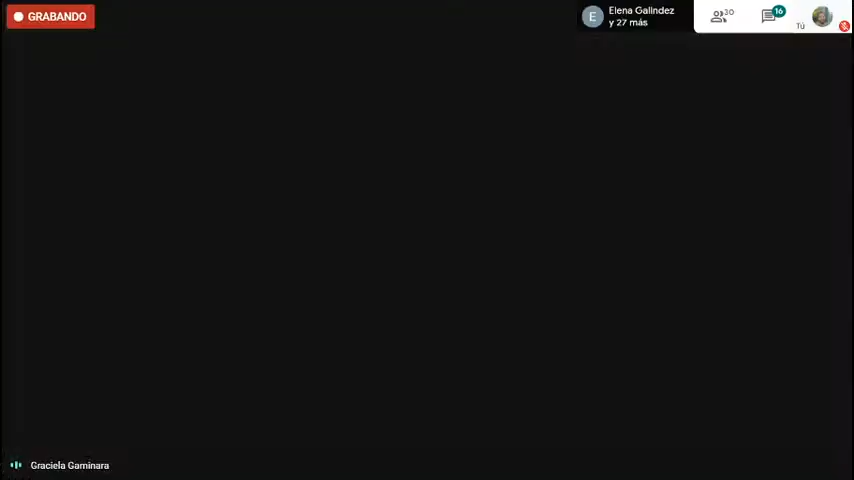 GRABANDO
Elena Galindez
y 27 más
30
16
Tú
E
Graciela Gaminara